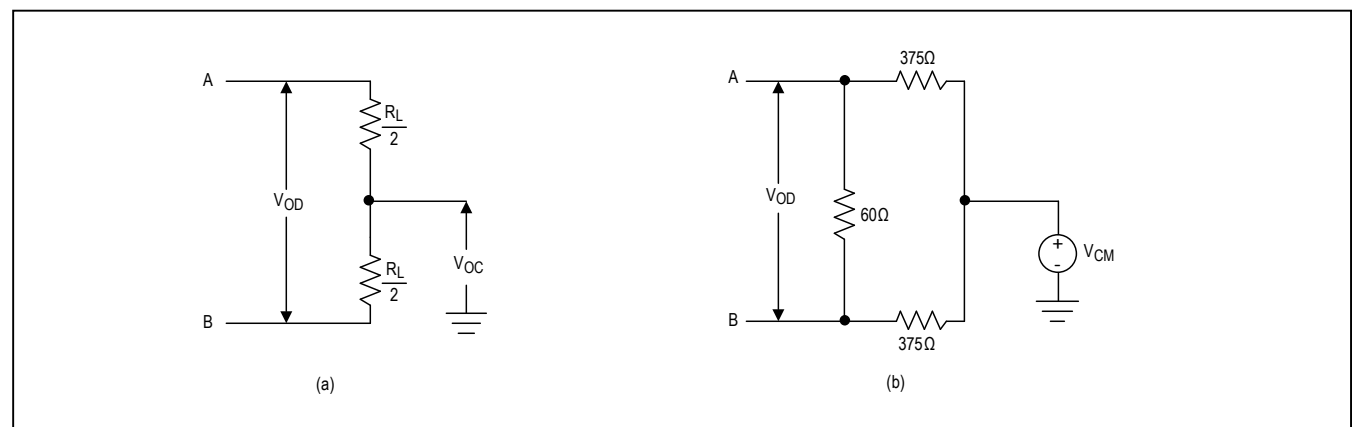 A
R_L
2
V_OD
V_OC
R_L
2
B
(a)
375Ω
A
V_OD
60Ω
+
-
V_CM
B
375Ω
(b)